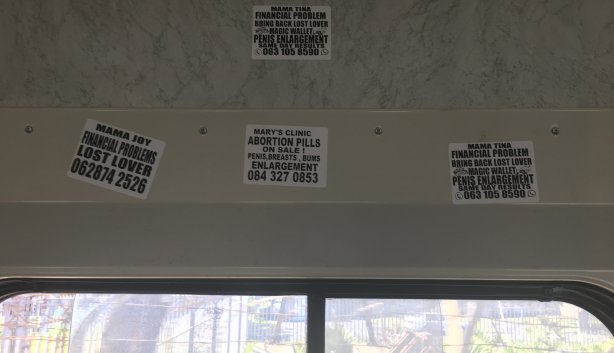 MAMA TINA
FINANCIAL PROBLEM
BRING BACK LOST LOVER
MAGIC WALLET
PENIS ENLARGEMENT
SAME DAY RESULTS
063 105 8590
MAMA JOY
FINANCIAL PROBLEMS
LOST LOVER
062874 2526
MARY'S CLINIC
ABORTION PILLS
ON SALE !
PENIS,BREASTS , BUMS
ENLARGEMENT
084 327 0853
MAMA TINA
FINANCIAL PROBLEM
BRING BACK LOST LOVER
MAGIC WALLET
PENIS ENLARGEMENT
SAME DAY RESULTS
063 105 8590